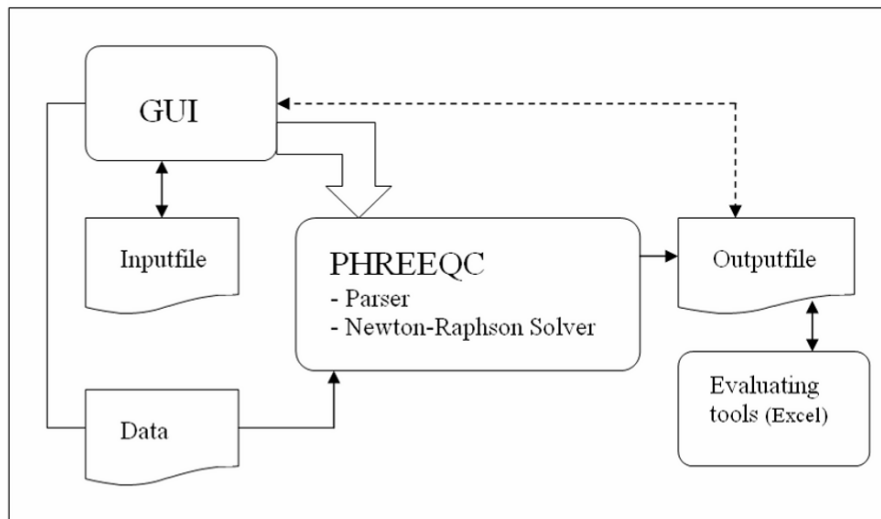 GUI
Inputfile
PHREEQC
- Parser
- Newton-Raphson Solver
Outputfile
Data
Evaluating
tools (Excel)